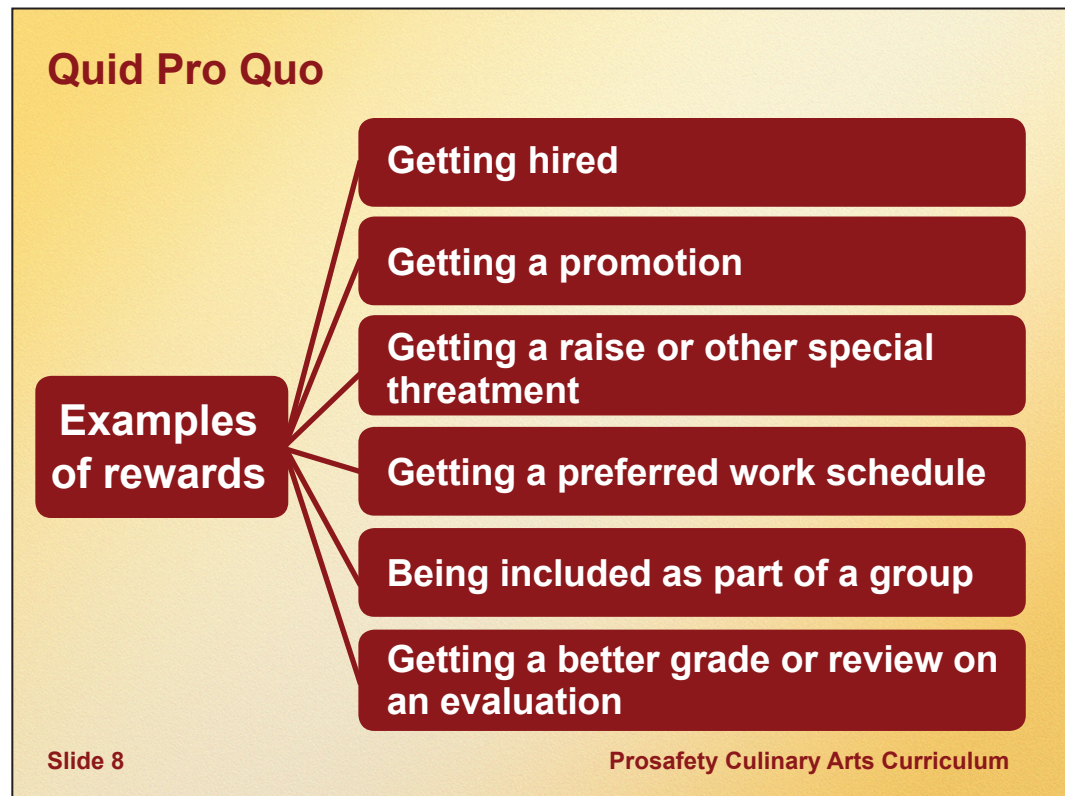 Quid Pro Quo
Examples
of rewards
Getting hired
Getting a promotion
Getting a raise or other special
threatment
Getting a preferred work schedule
Being included as part of a group
Getting a better grade or review on
an evaluation
Slide 8
Prosafety Culinary Arts Curriculum